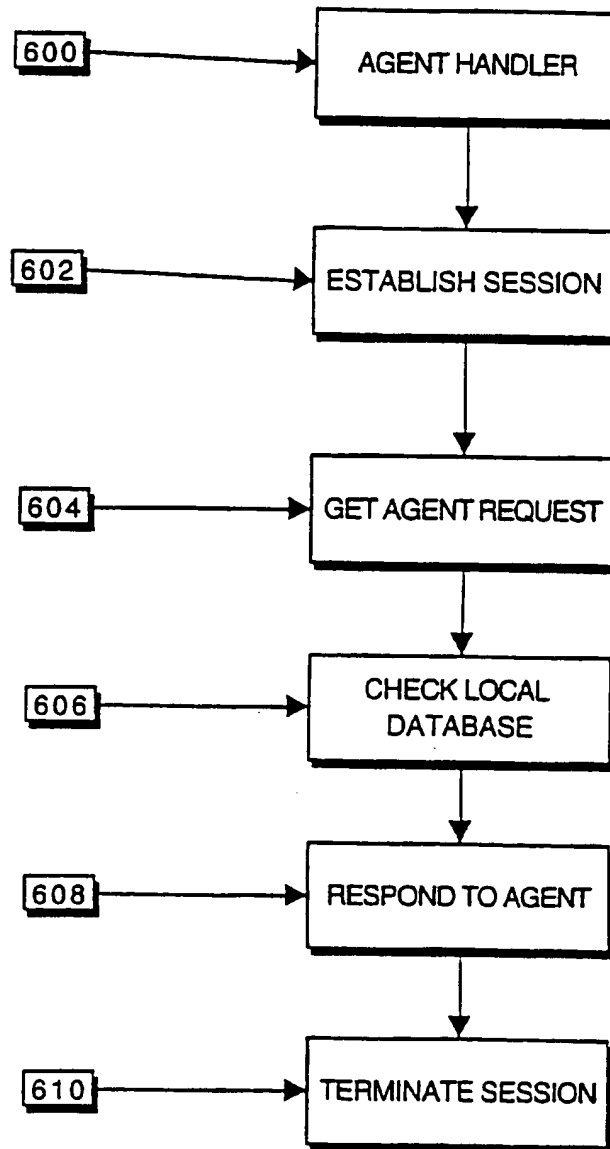 600
AGENT HANDLER
602
ESTABLISH SESSION
604
GET AGENT REQUEST
606
CHECK LOCAL
DATABASE
608
RESPOND TO AGENT
610
TERMINATE SESSION